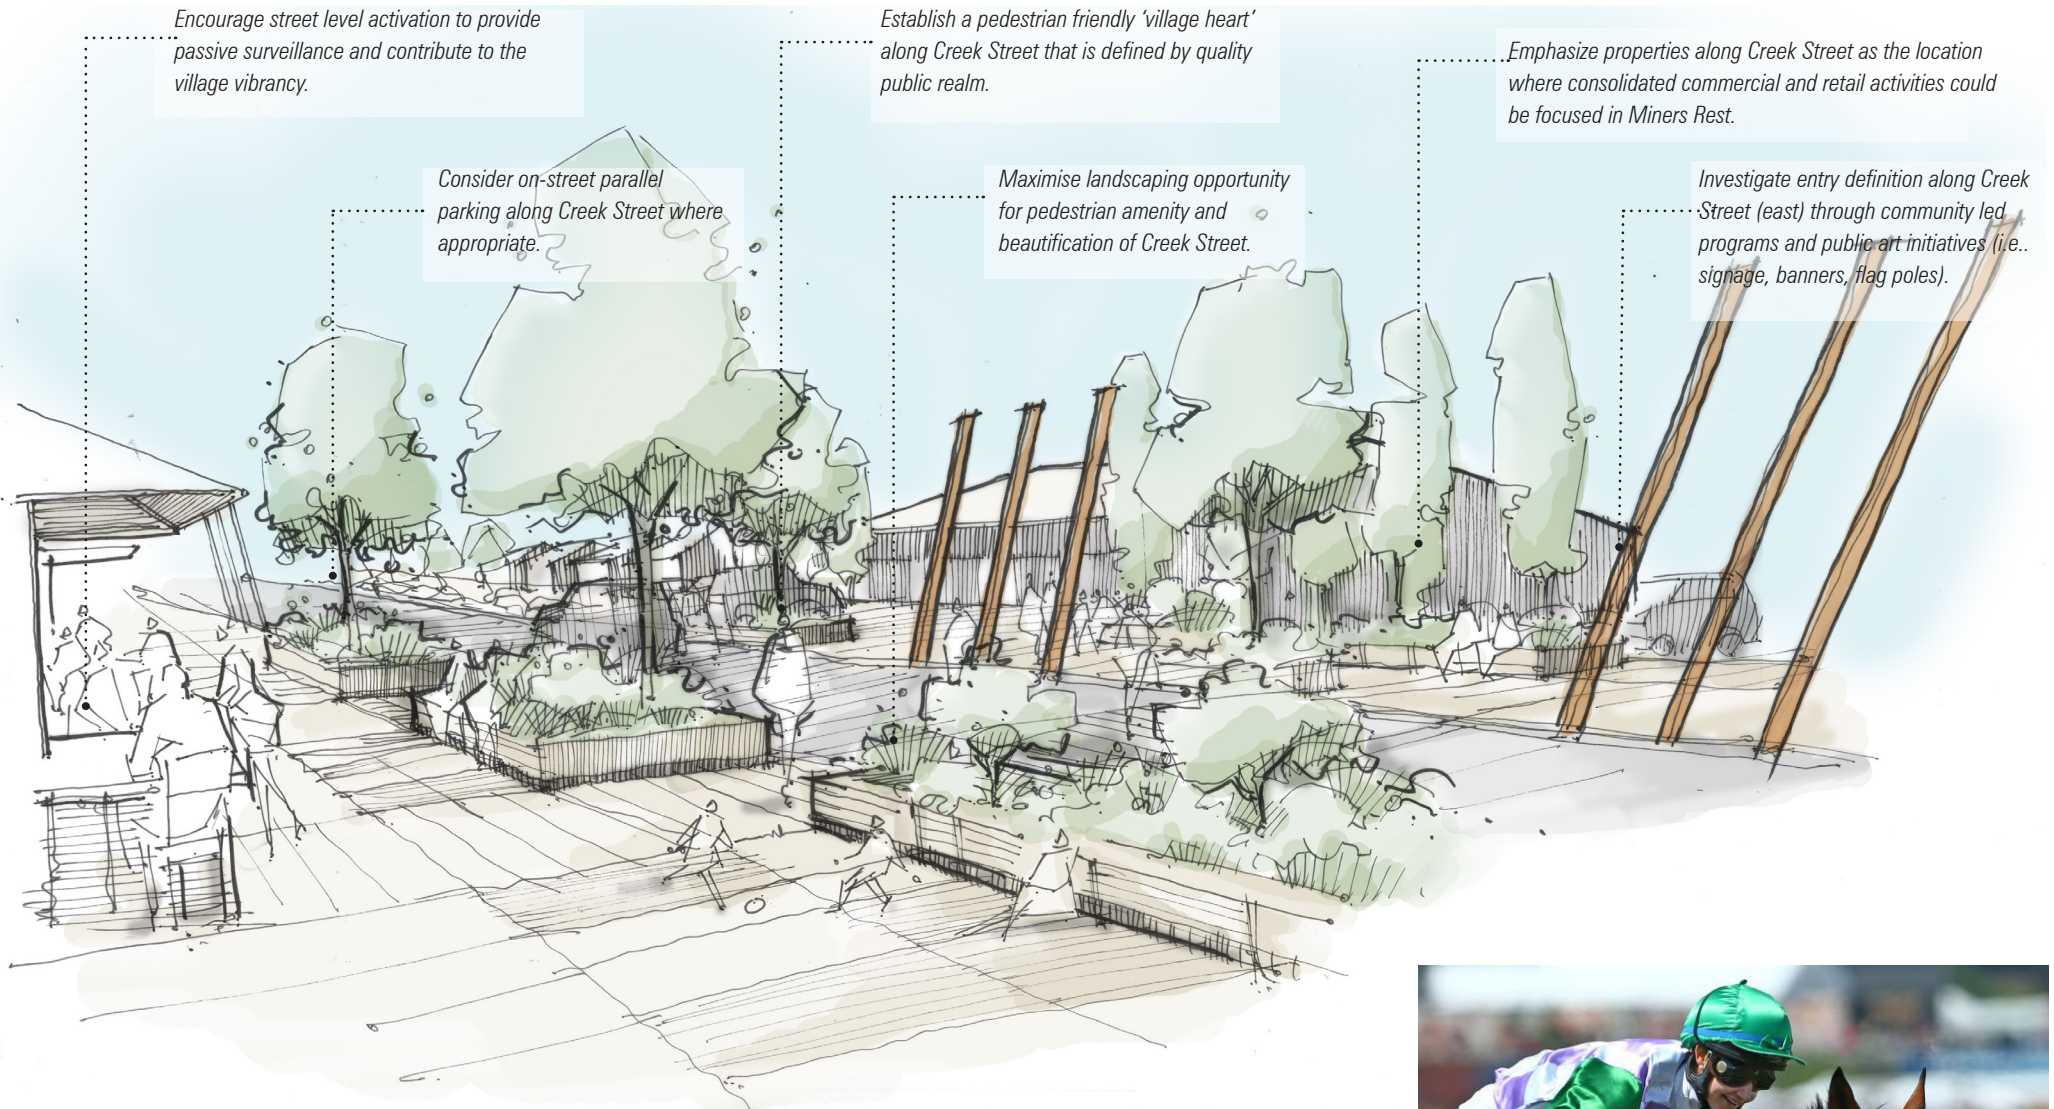 Encourage street level activation to provide
passive surveillance and contribute to the
village vibrancy.
Establish a pedestrian friendly ‘village heart’
along Creek Street that is defined by quality
public realm.
Emphasize properties along Creek Street as the location
where consolidated commercial and retail activities could
be focused in Miners Rest.
Consider on-street parallel
parking along Creek Street where
appropriate.
Maximise landscaping opportunity
for pedestrian amenity and
beautification of Creek Street.
Investigate entry definition along Creek
Street (east) through community led
programs and public art initiatives (i.e..
signage, banners, flag poles).